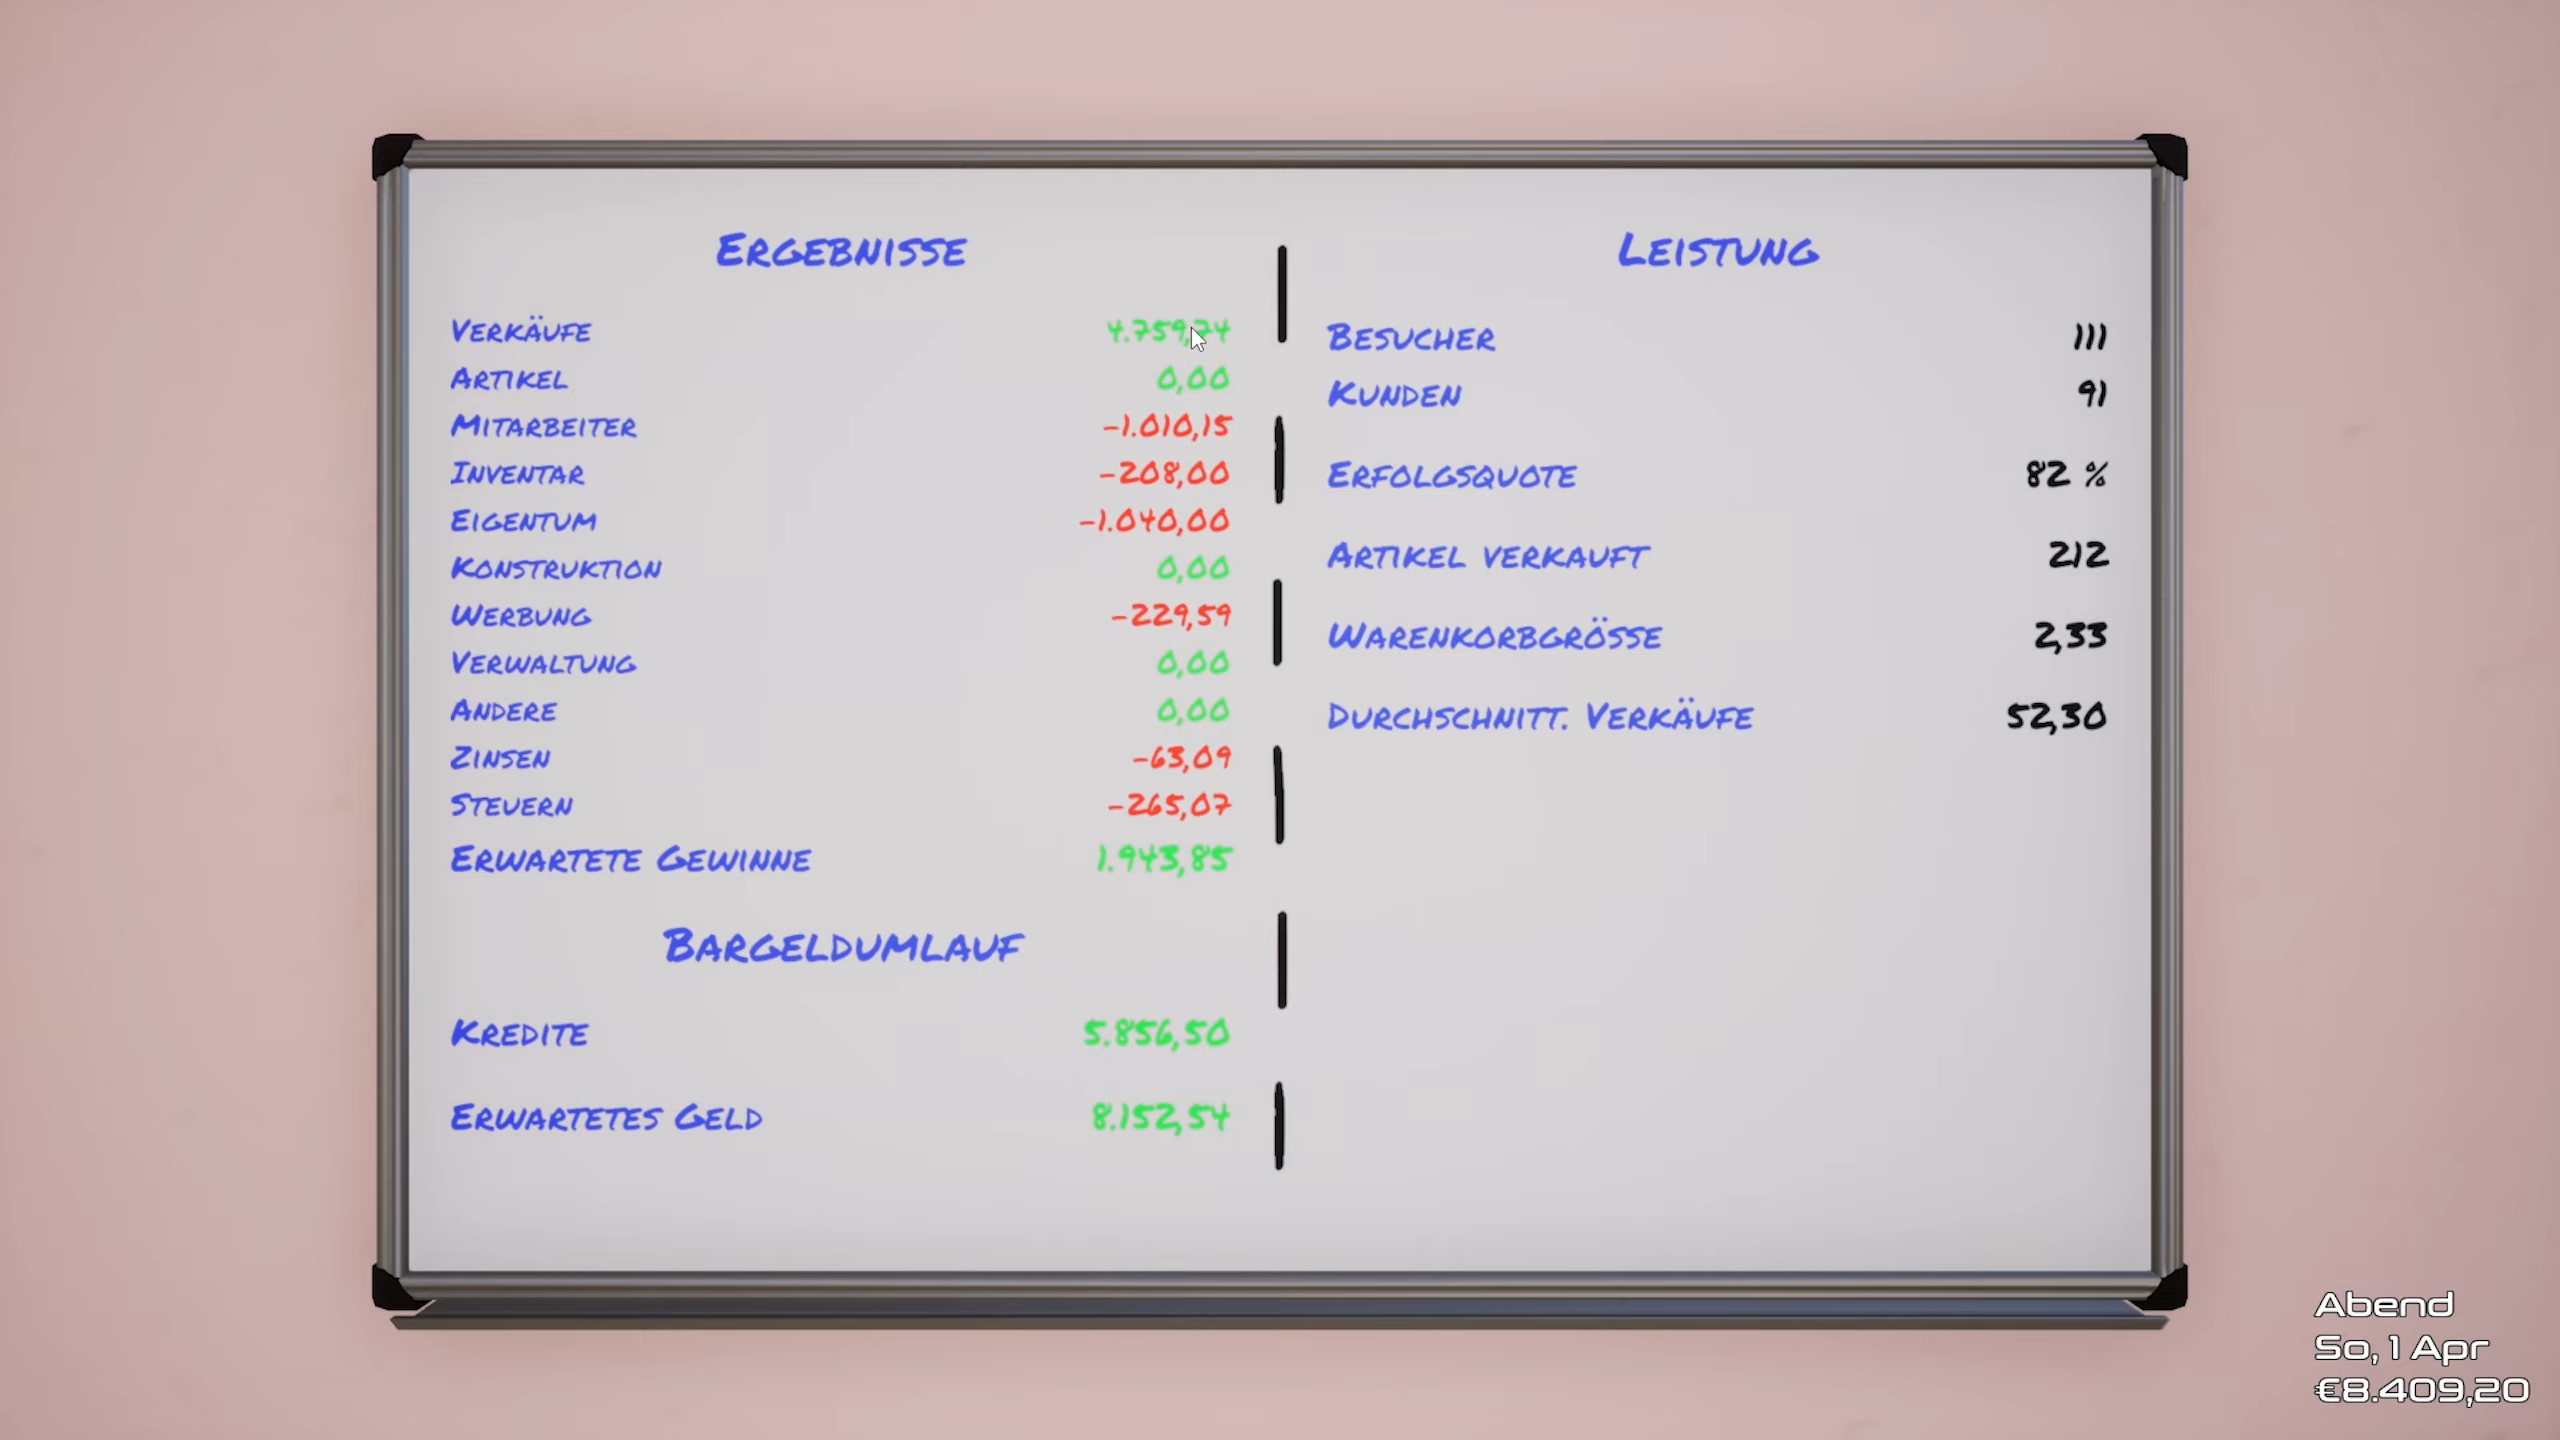 Ergebnisse
Verkäufe 4.759,74
Artikel 0,00
Mitarbeiter -1.010,15
Inventar -208,00
Eigentum -1.040,00
Konstruktion 0,00
Werbung -229,59
Verwaltung 0,00
Andere 0,00
Zinsen -63,09
Steuern -265,07
Erwartete Gewinne 1.943,85
Bargeldumlauf
Kredite 5.856,50
Erwartetes Geld 8.152,54
Leistung
Besucher 111
Kunden 91
Erfolgsquote 82 %
Artikel verkauft 212
Warenkorbgrösse 2,33
Durchschnitt. Verkäufe 52,30
Abend
So, 1 Apr
€8.409,20